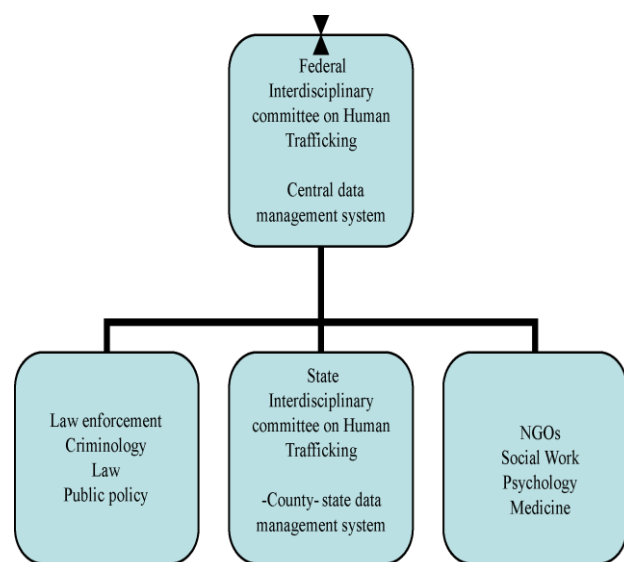 Federal
Interdisciplinary
committee on Human
Trafficking
Central data
management system
Law enforcement
Criminology
Law
Public policy
State
Interdisciplinary
committee on Human
Trafficking
-County- state data
management system
NGOs
Social Work
Psychology
Medicine